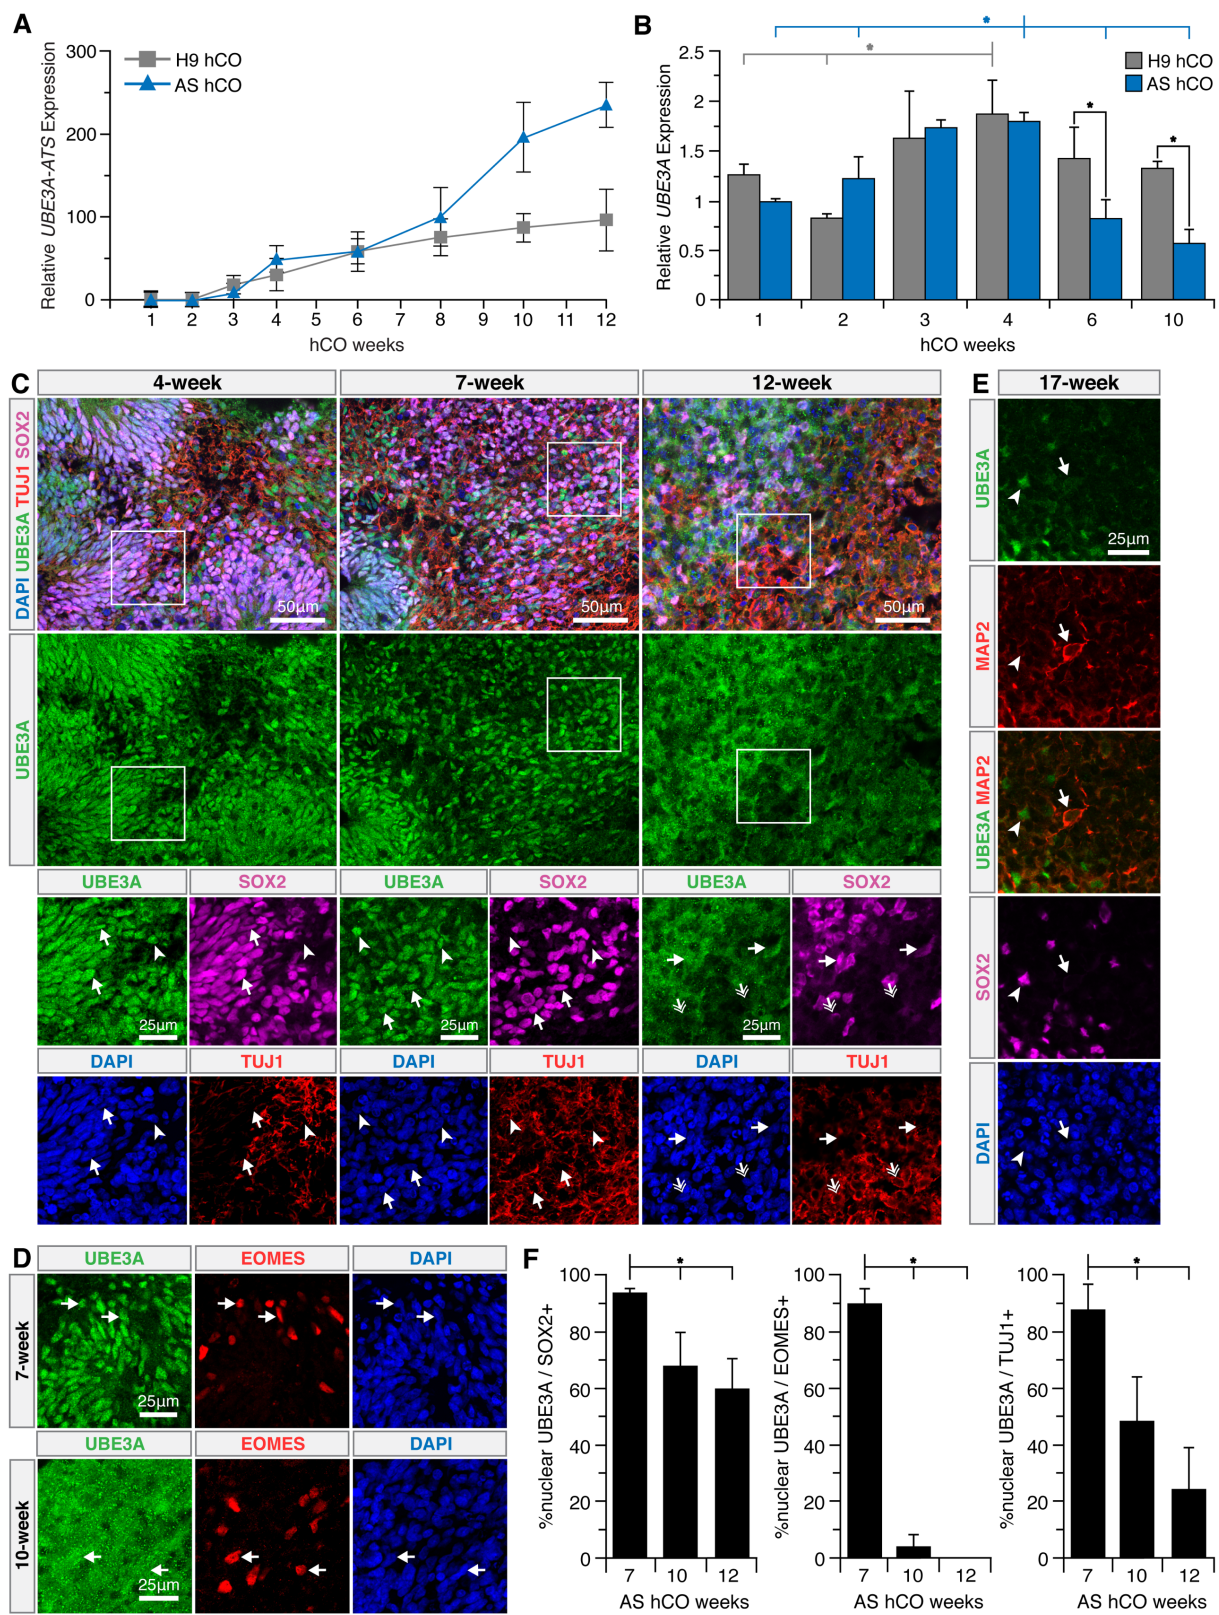 A
Relative UBE3A-ATS Expression
300
200
100
0
H9 hCO
AS hCO
1 2 3 4 5 6 7 8 9 10 11 12
hCO weeks
B
Relative UBE3A Expression
2.5
2
1.5
1
0.5
0
*
*
*
*
H9 hCO
AS hCO
1 2 3 4 6 10
hCO weeks
C
4-week 7-week 12-week
DAPI UBE3A TUJ1 SOX2
50µm 50µm 50µm
UBE3A
UBE3A SOX2 UBE3A SOX2 UBE3A SOX2
25µm 25µm 25µm
DAPI TUJ1 DAPI TUJ1 DAPI TUJ1
E
17-week
UBE3A
25µm
MAP2
UBE3A MAP2
SOX2
DAPI
D
UBE3A EOMES DAPI
7-week
25µm
UBE3A EOMES DAPI
10-week
25µm
F
%nuclear UBE3A / SOX2+
100
80
60
40
20
0
*
7 10 12
AS hCO weeks
%nuclear UBE3A / EOMES+
100
80
60
40
20
0
*
7 10 12
AS hCO weeks
%nuclear UBE3A / TUJ1+
100
80
60
40
20
0
*
7 10 12
AS hCO weeks